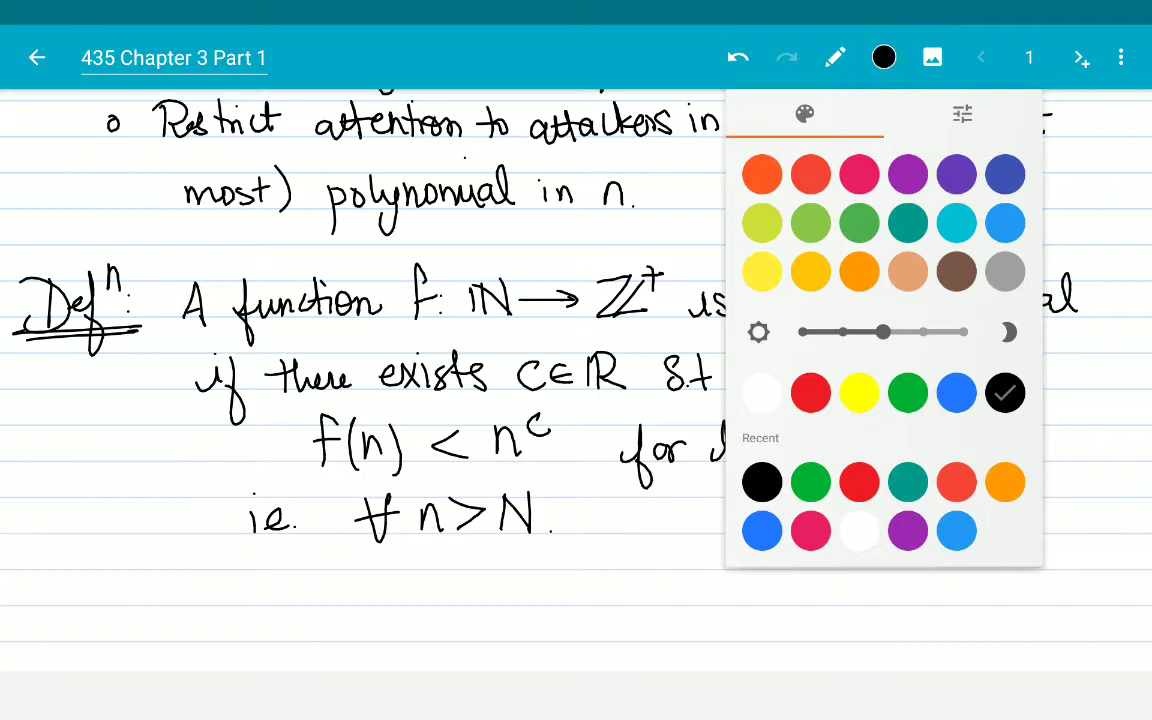 435 Chapter 3 Part 1
1
o Restrict attention to attackers in
most) polynomial in n.
Defⁿ: A function f: ℕ → ℤ⁺ is
if there exists c∈ℝ s.t
f(n) < nᶜ for
ie. ∀ n > N.
Recent